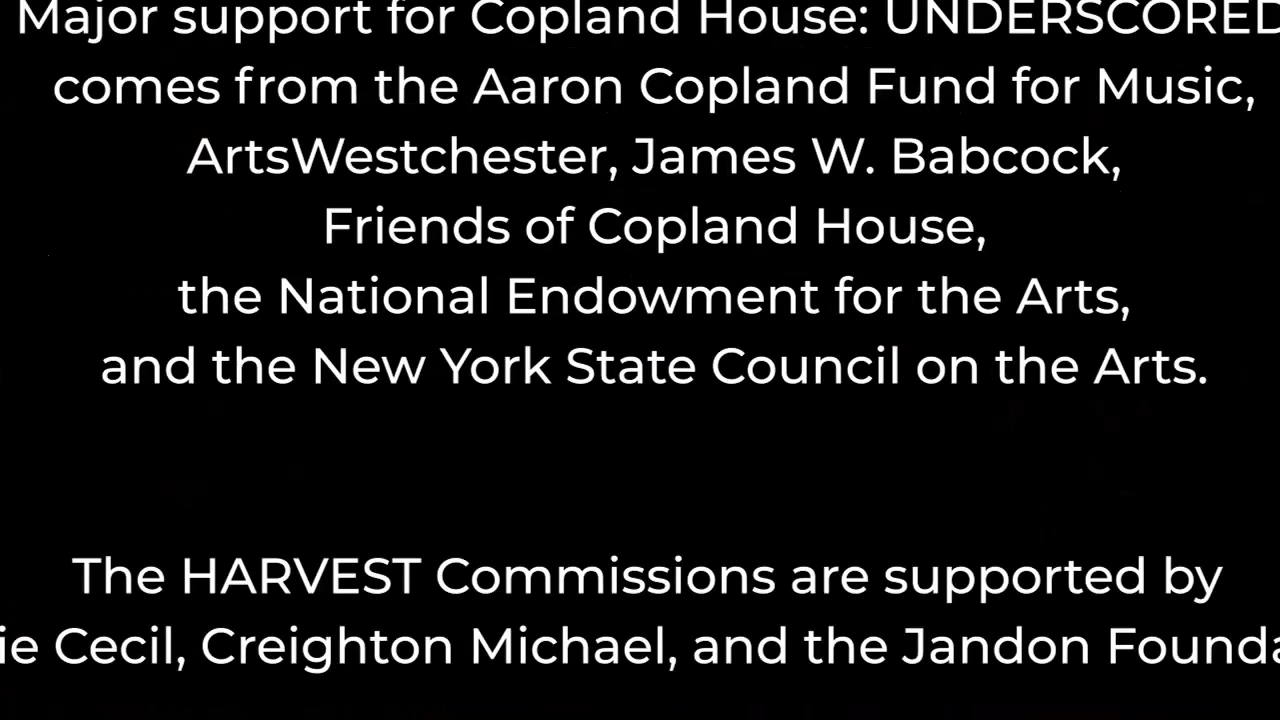 Major support for Copland House: UNDERSCORED
comes from the Aaron Copland Fund for Music,
ArtsWestchester, James W. Babcock,
Friends of Copland House,
the National Endowment for the Arts,
and the New York State Council on the Arts.
The HARVEST Commissions are supported by
Cecil, Creighton Michael, and the Jandon